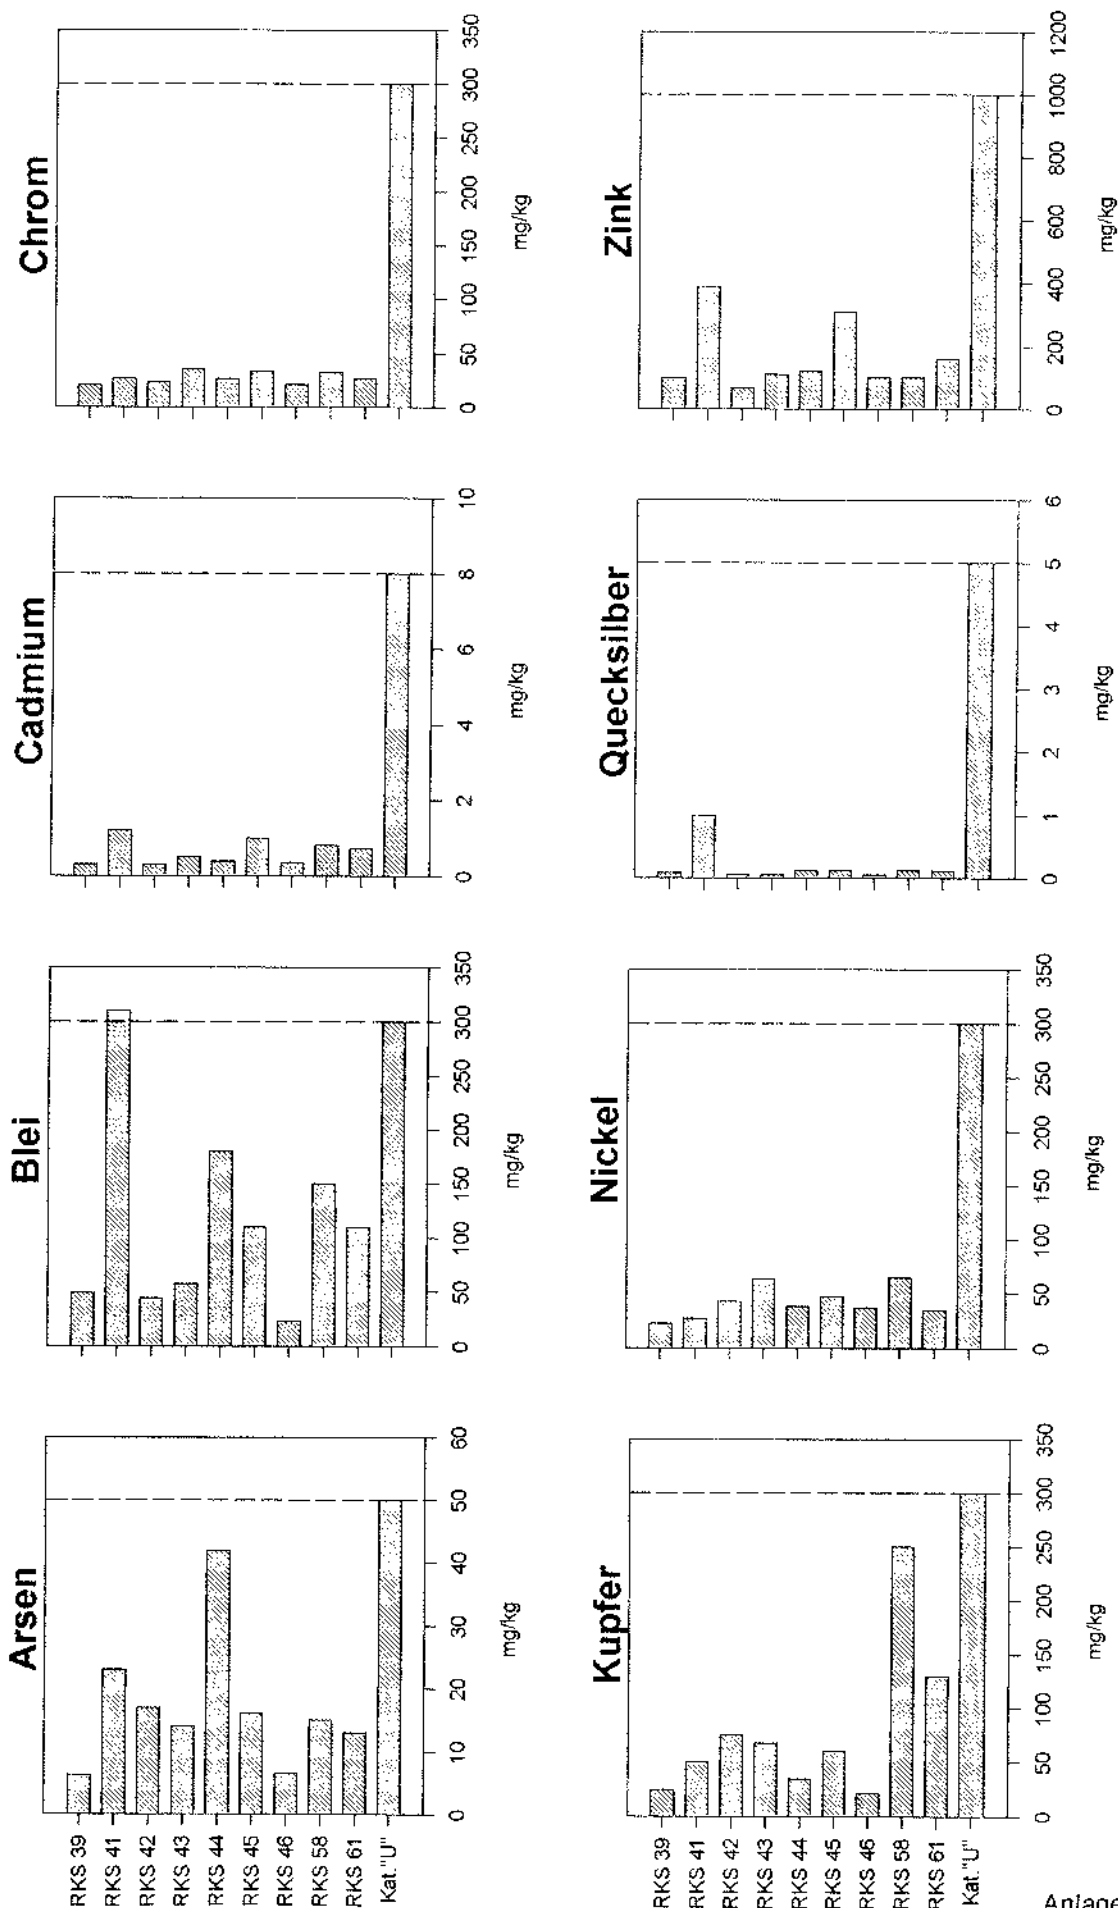 Arsen
RKS 39
RKS 41
RKS 42
RKS 43
RKS 44
RKS 45
RKS 46
RKS 58
RKS 61
Kat."U"
0 10 20 30 40 50 60
mg/kg
Blei
0 50 100 150 200 250 300 350
mg/kg
Cadmium
0 2 4 6 8 10
mg/kg
Chrom
0 50 100 150 200 250 300 350
mg/kg
Kupfer
RKS 39
RKS 41
RKS 42
RKS 43
RKS 44
RKS 45
RKS 46
RKS 58
RKS 61
Kat."U"
0 50 100 150 200 250 300 350
mg/kg
Nickel
0 50 100 150 200 250 300 350
mg/kg
Quecksilber
0 1 2 3 4 5 6
mg/kg
Zink
0 200 400 600 800 1000 1200
mg/kg
Anlage